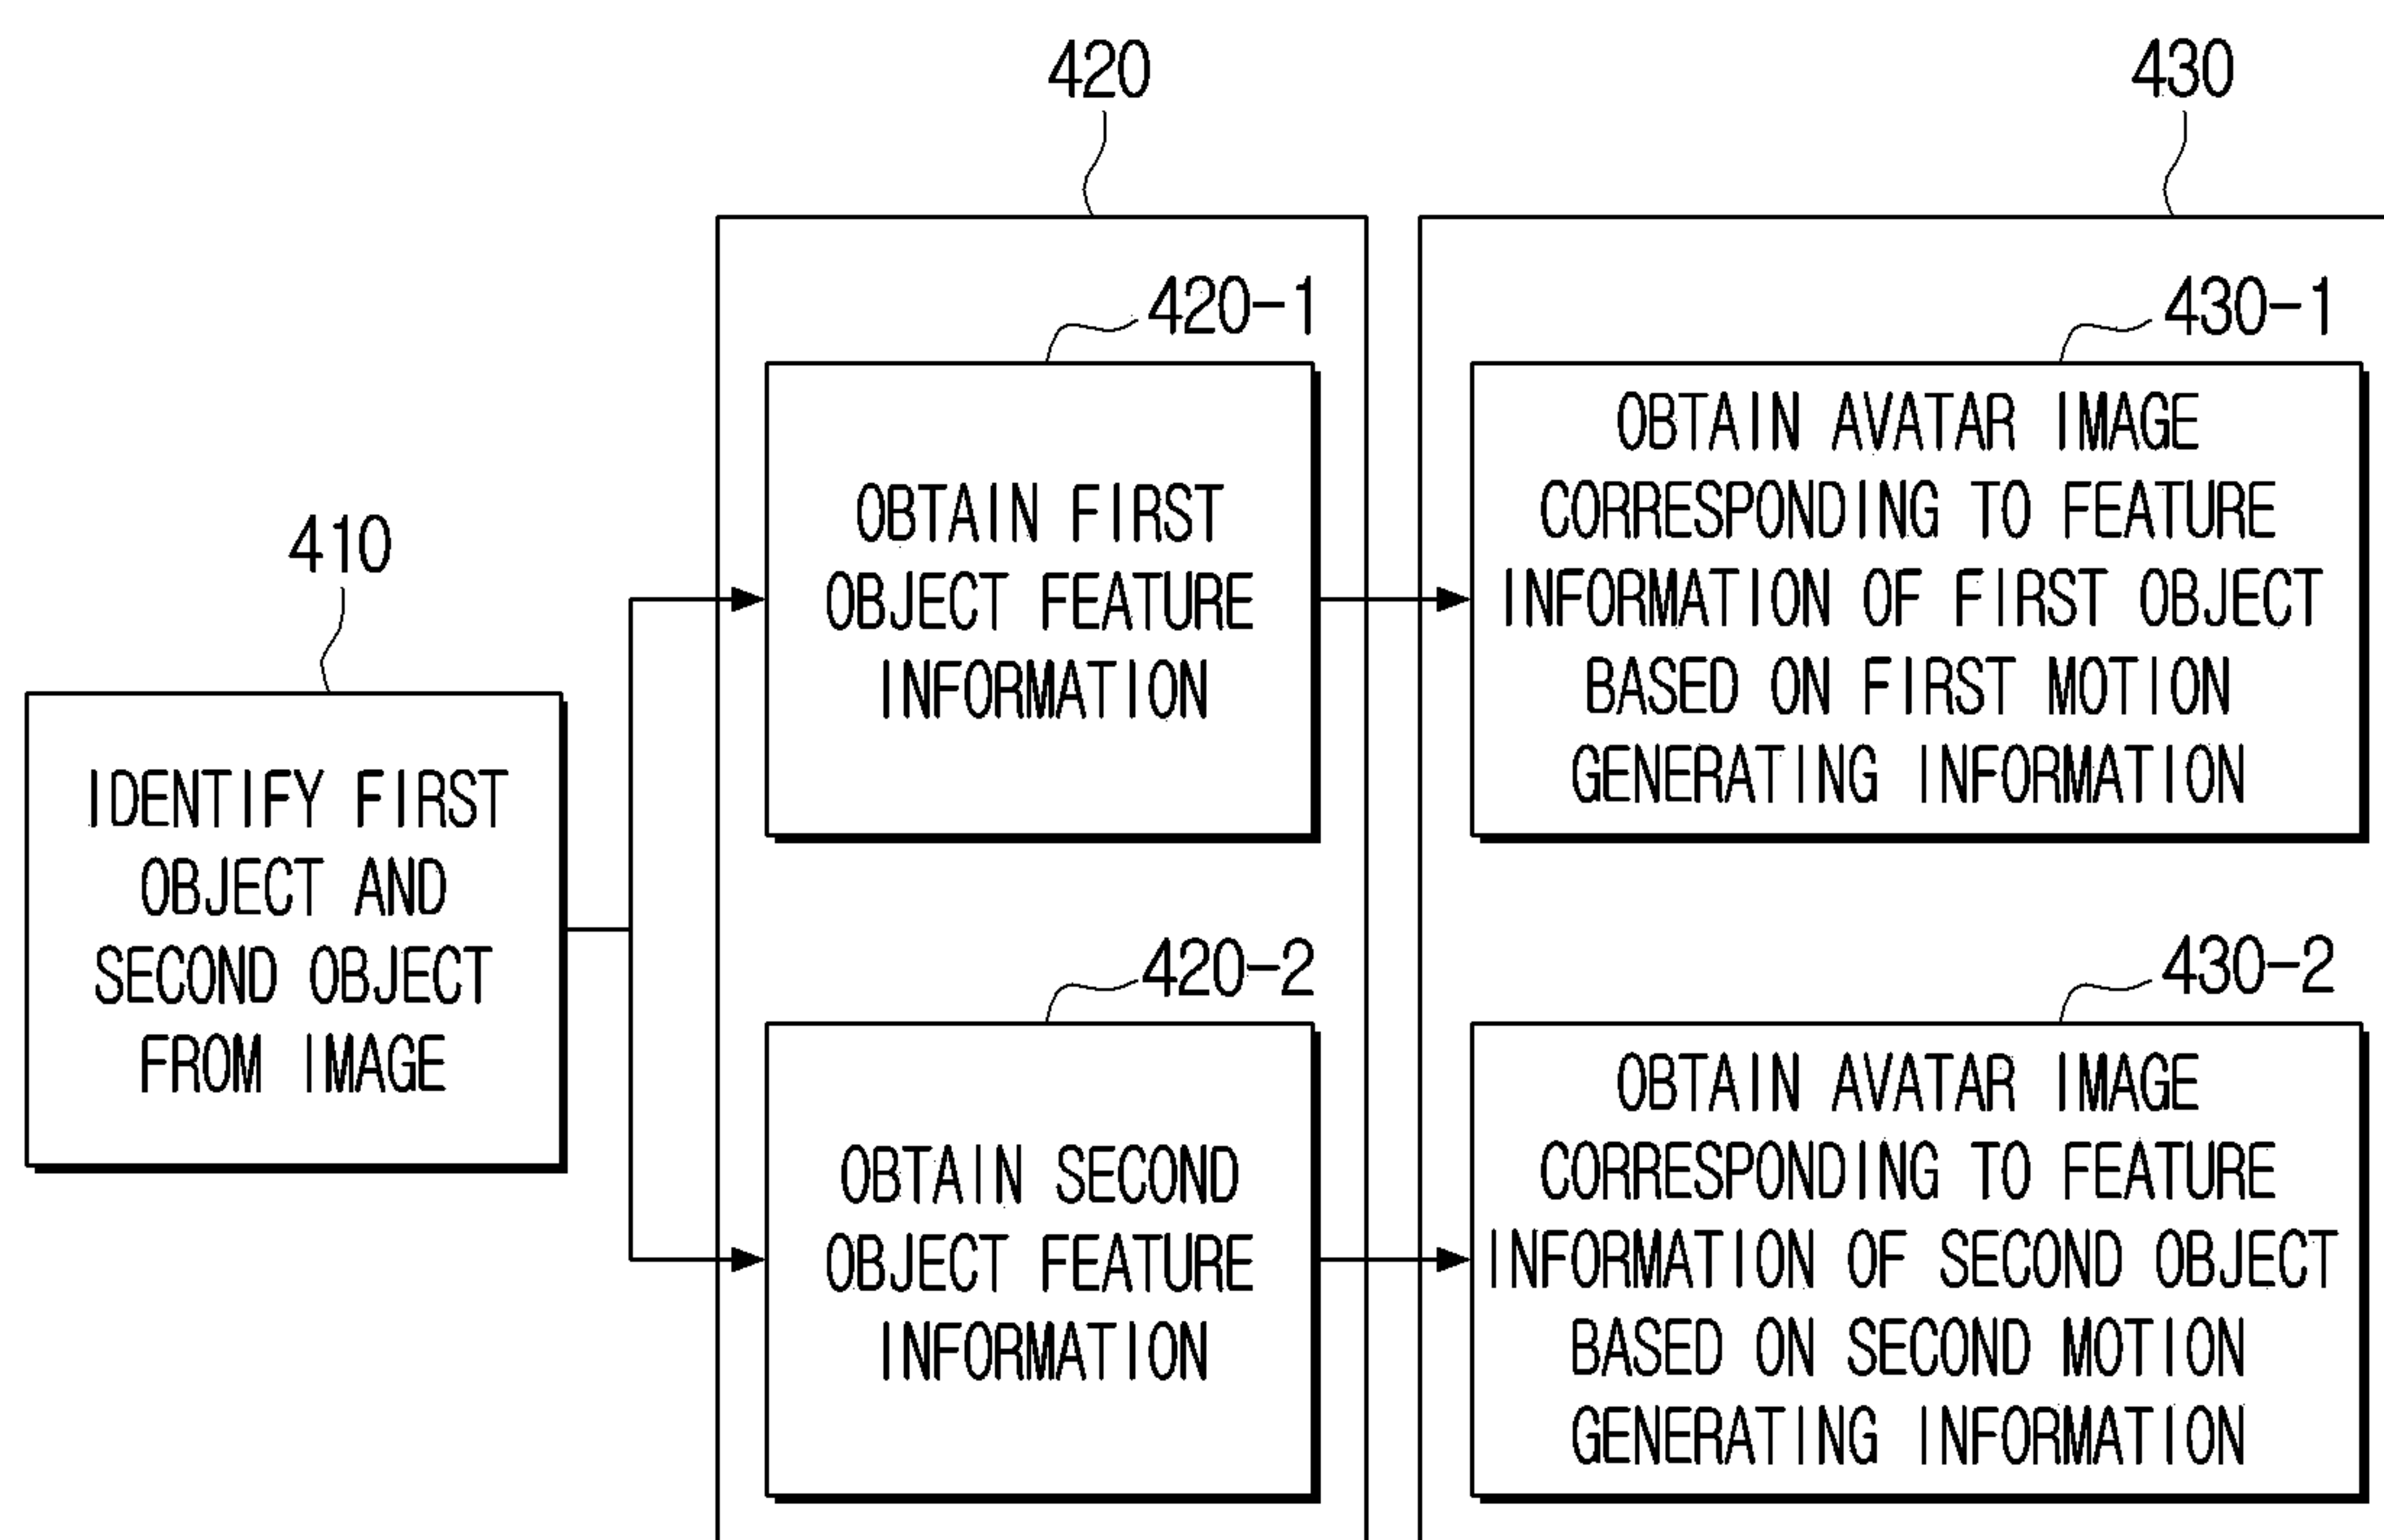 420
430
420-1
430-1
OBTAIN FIRST
OBJECT FEATURE
INFORMATION
OBTAIN AVATAR IMAGE
CORRESPONDING TO FEATURE
INFORMATION OF FIRST OBJECT
BASED ON FIRST MOTION
GENERATING INFORMATION
410
IDENTIFY FIRST
OBJECT AND
SECOND OBJECT
FROM IMAGE
420-2
430-2
OBTAIN SECOND
OBJECT FEATURE
INFORMATION
OBTAIN AVATAR IMAGE
CORRESPONDING TO FEATURE
INFORMATION OF SECOND OBJECT
BASED ON SECOND MOTION
GENERATING INFORMATION